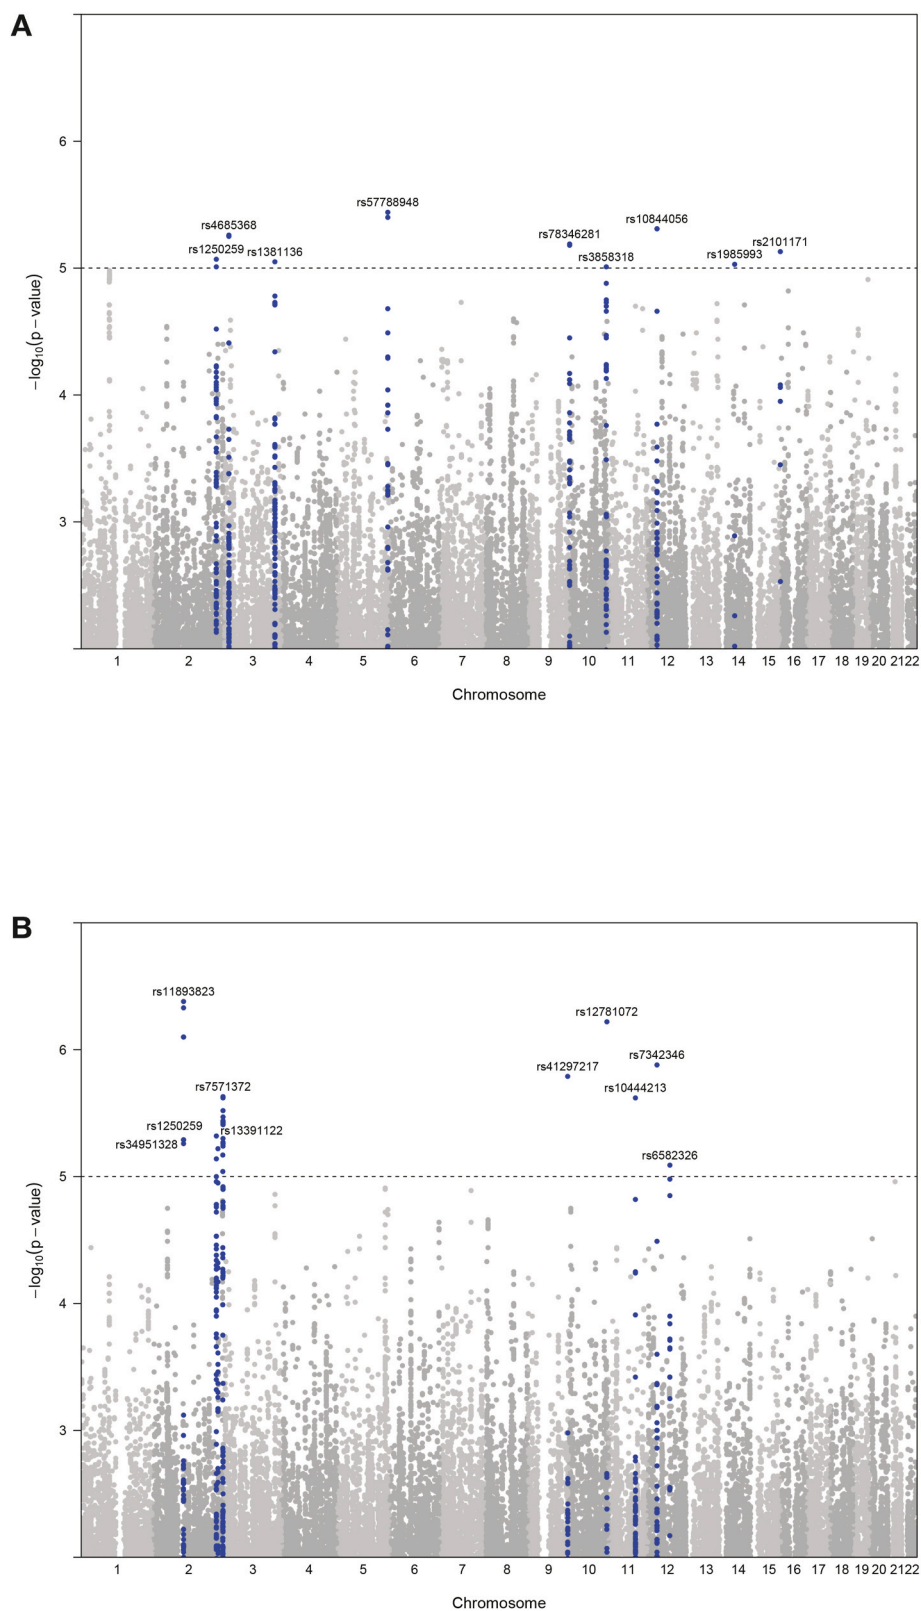 A
6
rs57788948
rs10844056
rs4685368
rs78346281
rs2101171
rs1250259
rs1381136
rs1985993
rs3858318
5
−log10(p − value)
4
3
1 2 3 4 5 6 7 8 9 10 11 12 13 14 15 16 17 18 19 20 21 22
Chromosome
B
rs11893823
rs12781072
6
rs7342346
rs41297217
rs7571372
rs10444213
rs1250259
rs13391122
rs34951328
rs6582326
5
−log10(p − value)
4
3
1 2 3 4 5 6 7 8 9 10 11 12 13 14 15 16 17 18 19 20 21 22
Chromosome